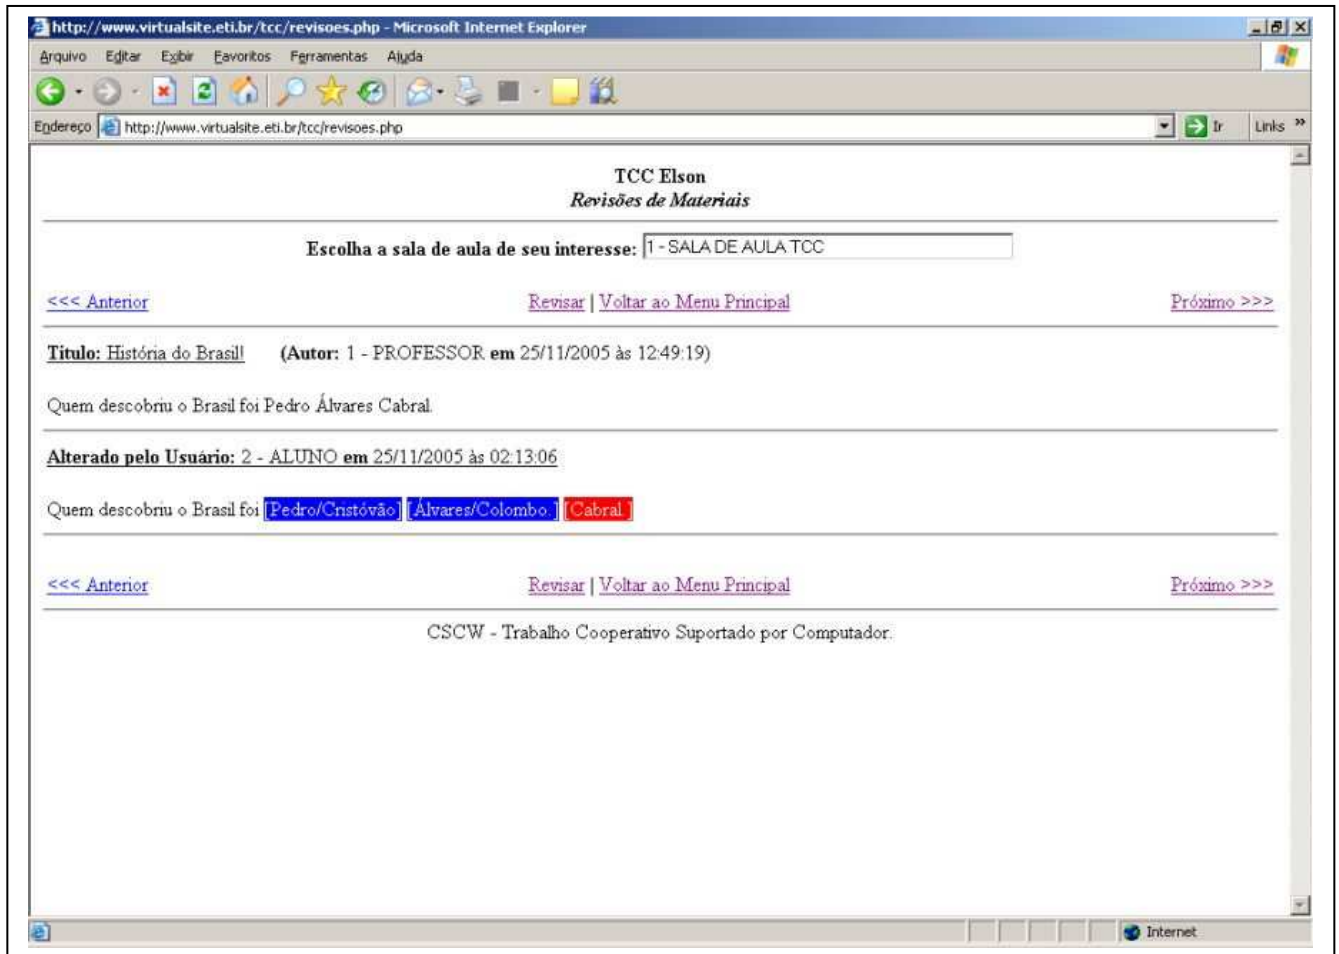 http://www.virtualsite.eti.br/tcc/revisoes.php - Microsoft Internet Explorer
Arquivo Editar Exibir Favoritos Ferramentas Ajuda
Endereço http://www.virtualsite.eti.br/tcc/revisoes.php Ir Links »
TCC Elson
Revisões de Materiais
Escolha a sala de aula de seu interesse: 1 - SALA DE AULA TCC
<<< Anterior Revisar | Voltar ao Menu Principal Próximo >>>
Título: História do Brasil! (Autor: 1 - PROFESSOR em 25/11/2005 às 12:49:19)
Quem descobriu o Brasil foi Pedro Álvares Cabral.
Alterado pelo Usuário: 2 - ALUNO em 25/11/2005 às 02:13:06
Quem descobriu o Brasil foi [Pedro/Cristóvão] [Álvares/Colombo.] [Cabral.]
<<< Anterior Revisar | Voltar ao Menu Principal Próximo >>>
CSCW - Trabalho Cooperativo Suportado por Computador.
Internet